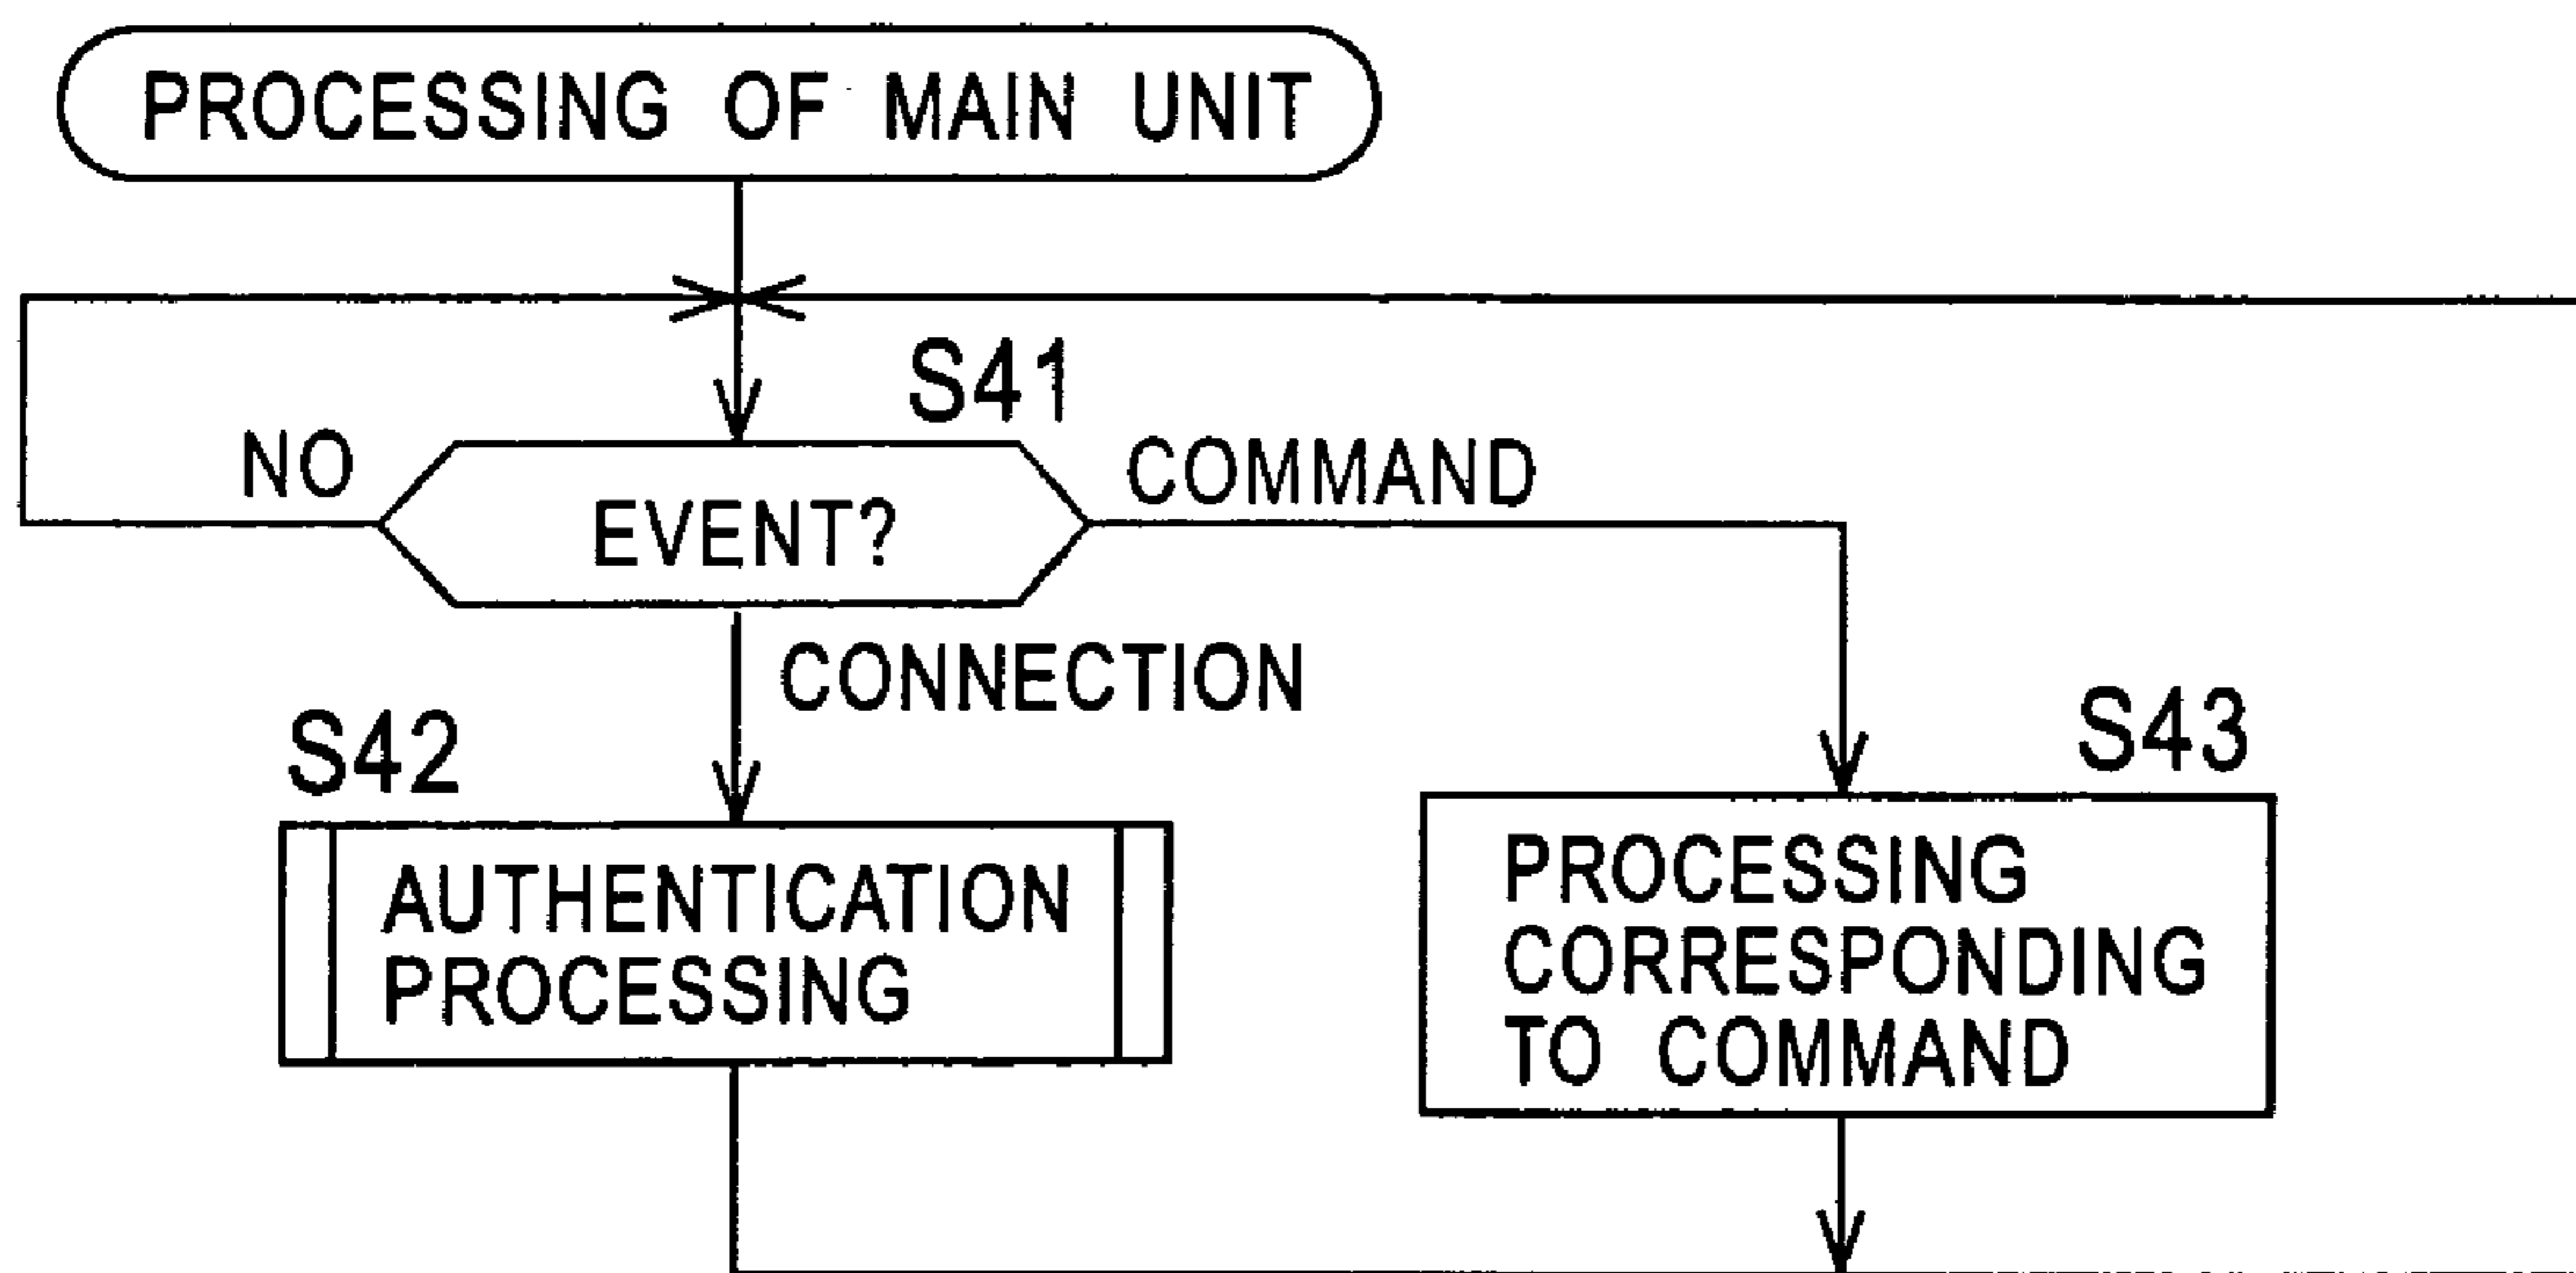 PROCESSING OF MAIN UNIT
S41
NO
COMMAND
EVENT?
CONNECTION
S42
S43
AUTHENTICATION
PROCESSING
PROCESSING
CORRESPONDING
TO COMMAND